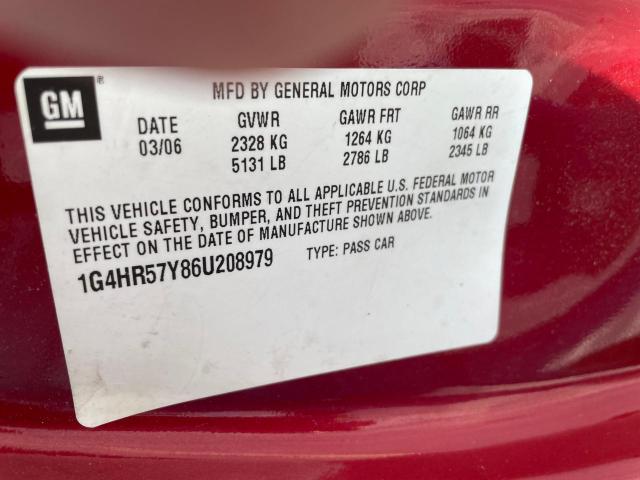 GM® MFD BY GENERAL MOTORS CORP
DATE GVWR GAWR FRT GAWR RR
03/06 2328 KG 1264 KG 1064 KG
5131 LB 2786 LB 2345 LB
THIS VEHICLE CONFORMS TO ALL APPLICABLE U.S. FEDERAL MOTOR
VEHICLE SAFETY, BUMPER, AND THEFT PREVENTION STANDARDS IN
EFFECT ON THE DATE OF MANUFACTURE SHOWN ABOVE.
1G4HR57Y86U208979 TYPE: PASS CAR